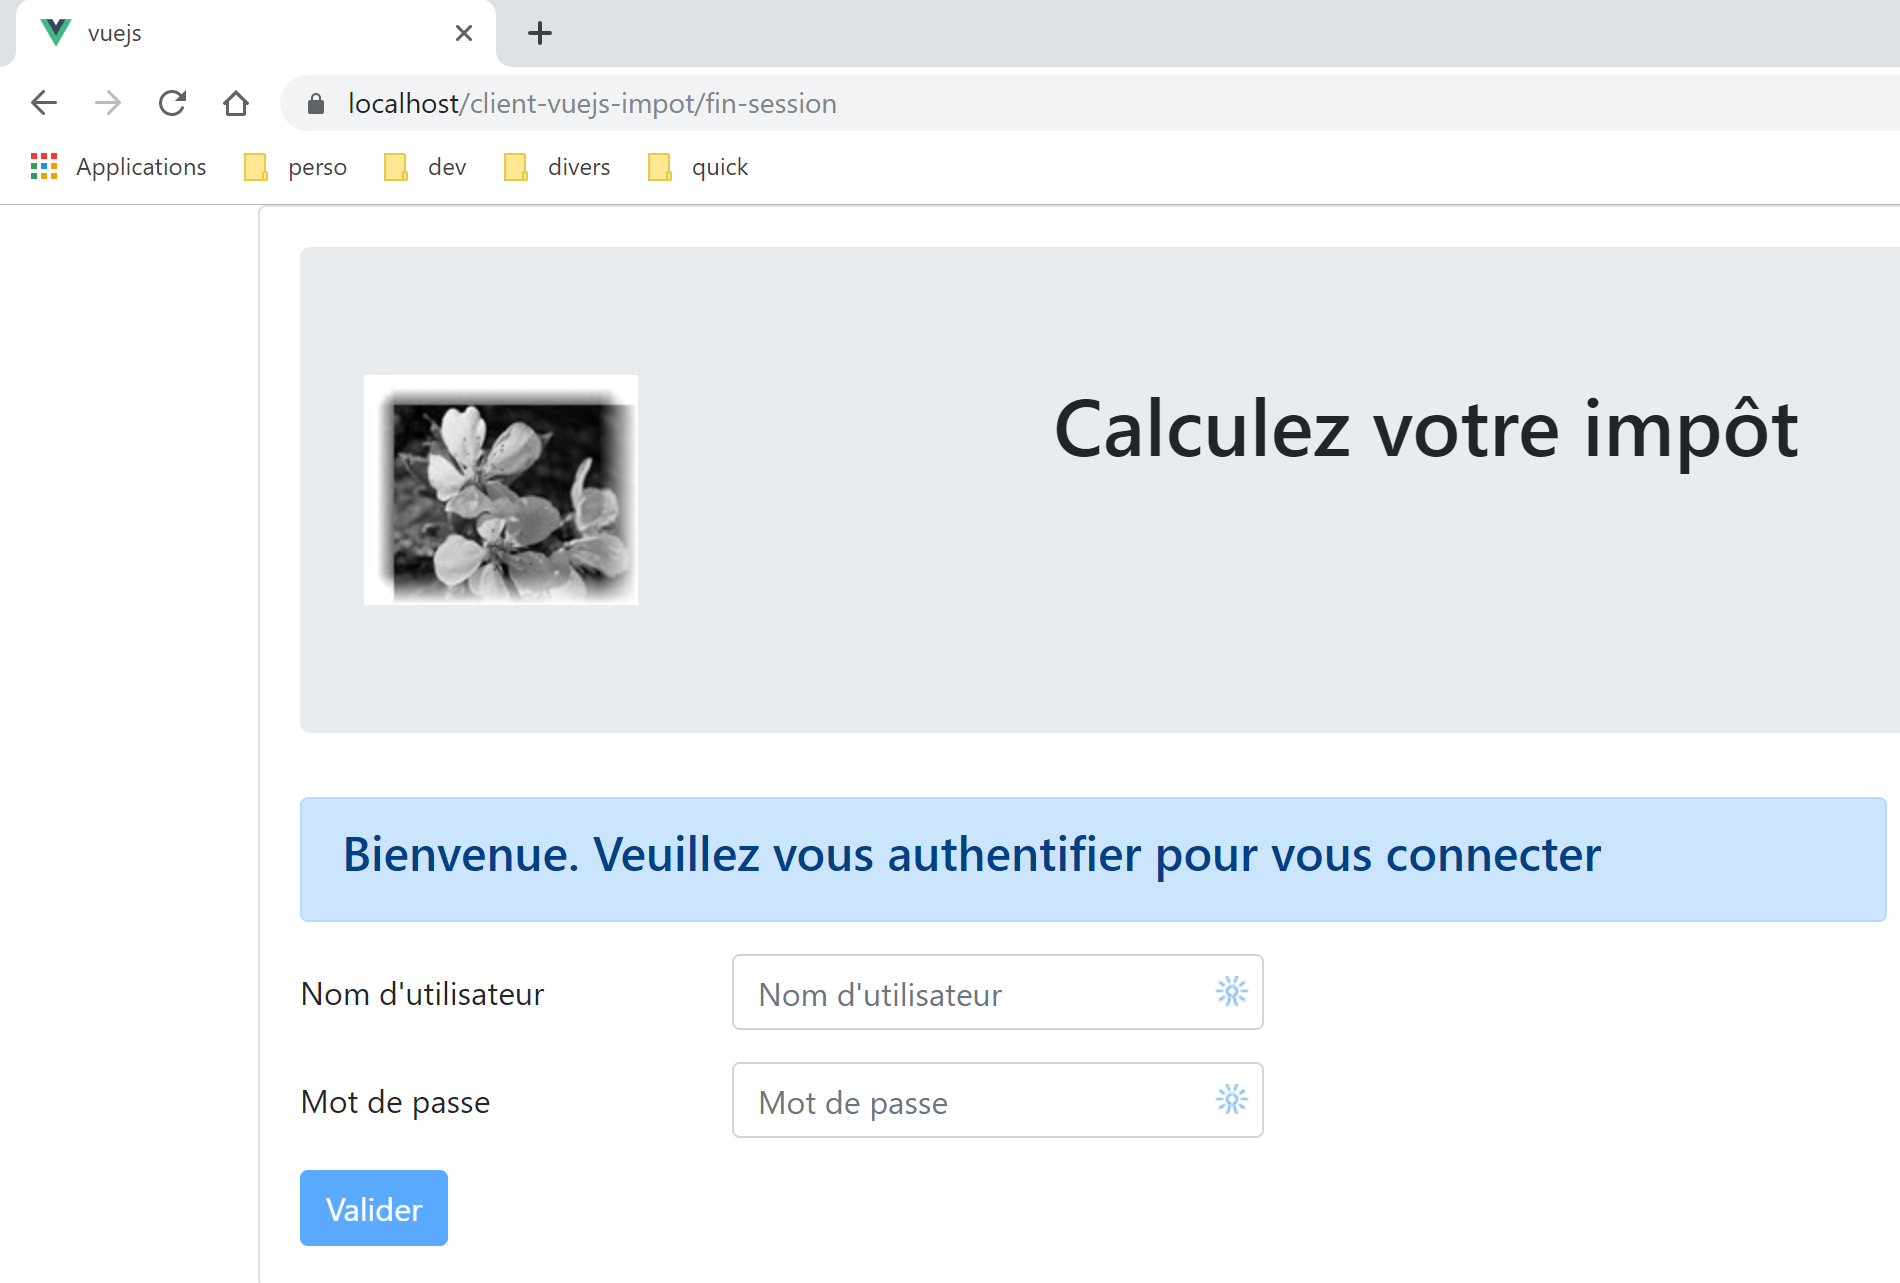 vuejs
localhost/client-vuejs-impot/fin-session
Applications perso dev divers quick
Calculez votre impôt
Bienvenue. Veuillez vous authentifier pour vous connecter
Nom d'utilisateur Nom d'utilisateur
Mot de passe Mot de passe
Valider